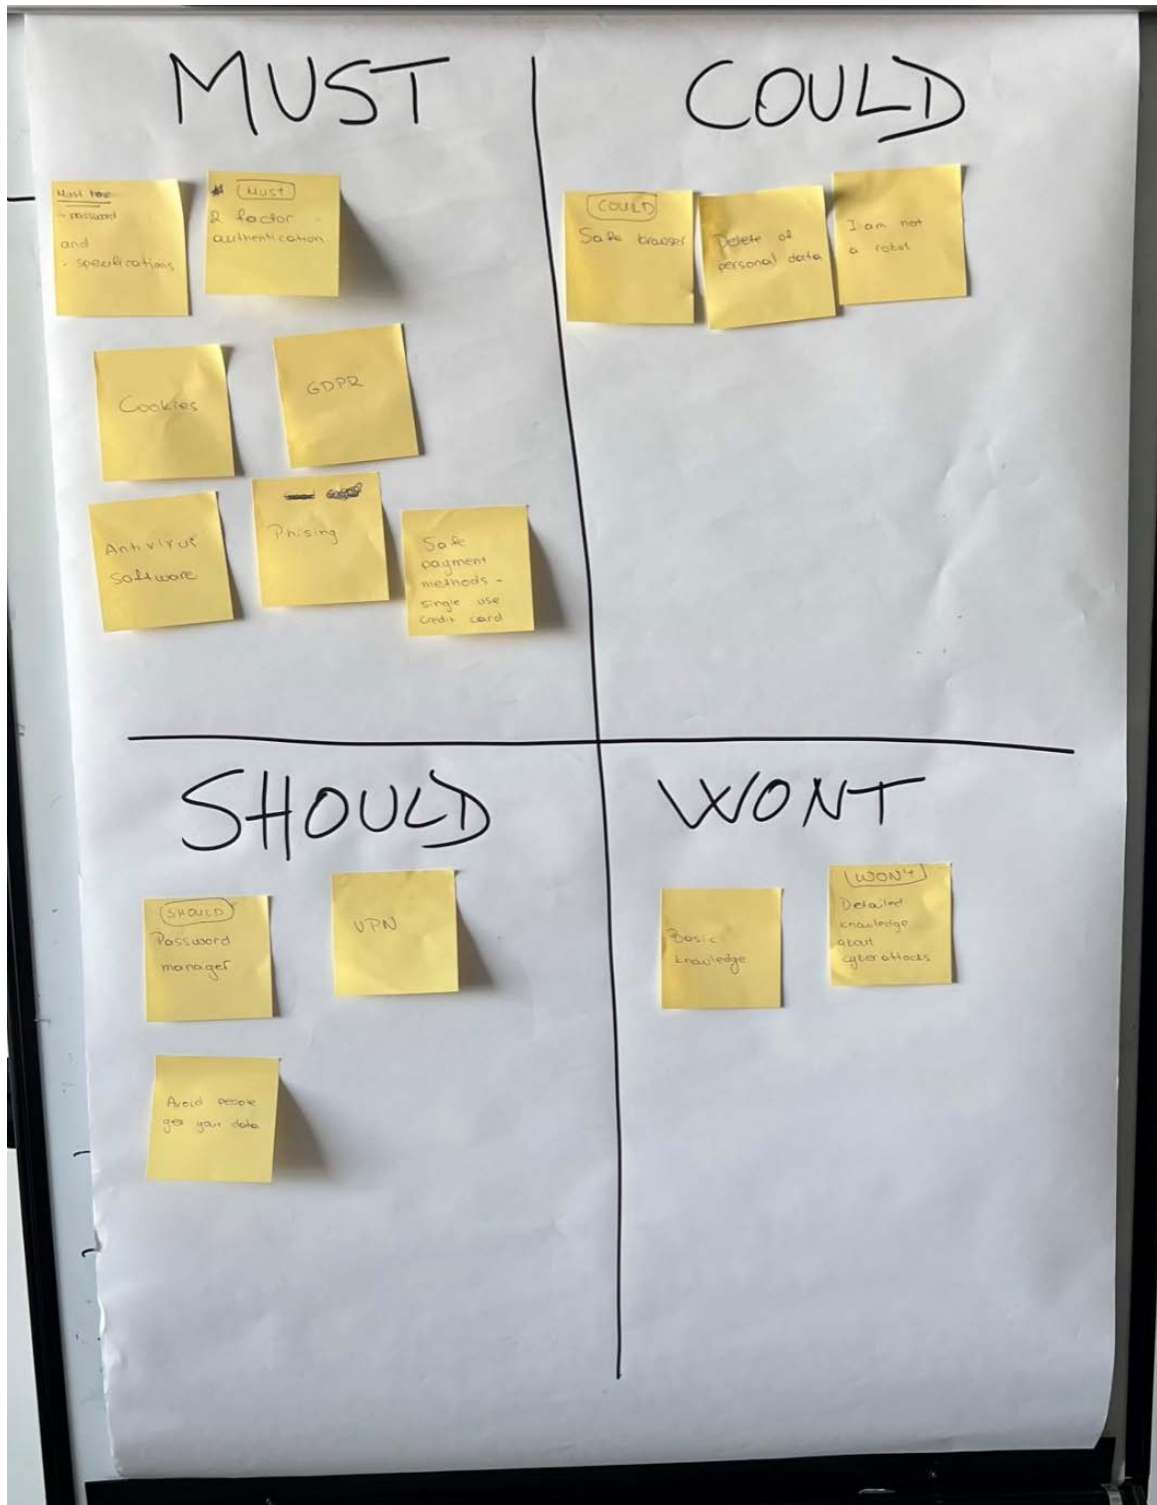 MUST
Must have
- password
and
- specifications
MUST
2 factor
authentication
Cookies
GDPR
Antivirus
software
Phising
Safe
payment
methods -
single use
credit card
COULD
COULD
Safe browser
Delete of
personal data
I am not
a robot
SHOULD
SHOULD
Password
manager
VPN
Avoid people
get your data
WONT
Basic
knowledge
WON'T
Detailed
knowledge
about
cyberattacks